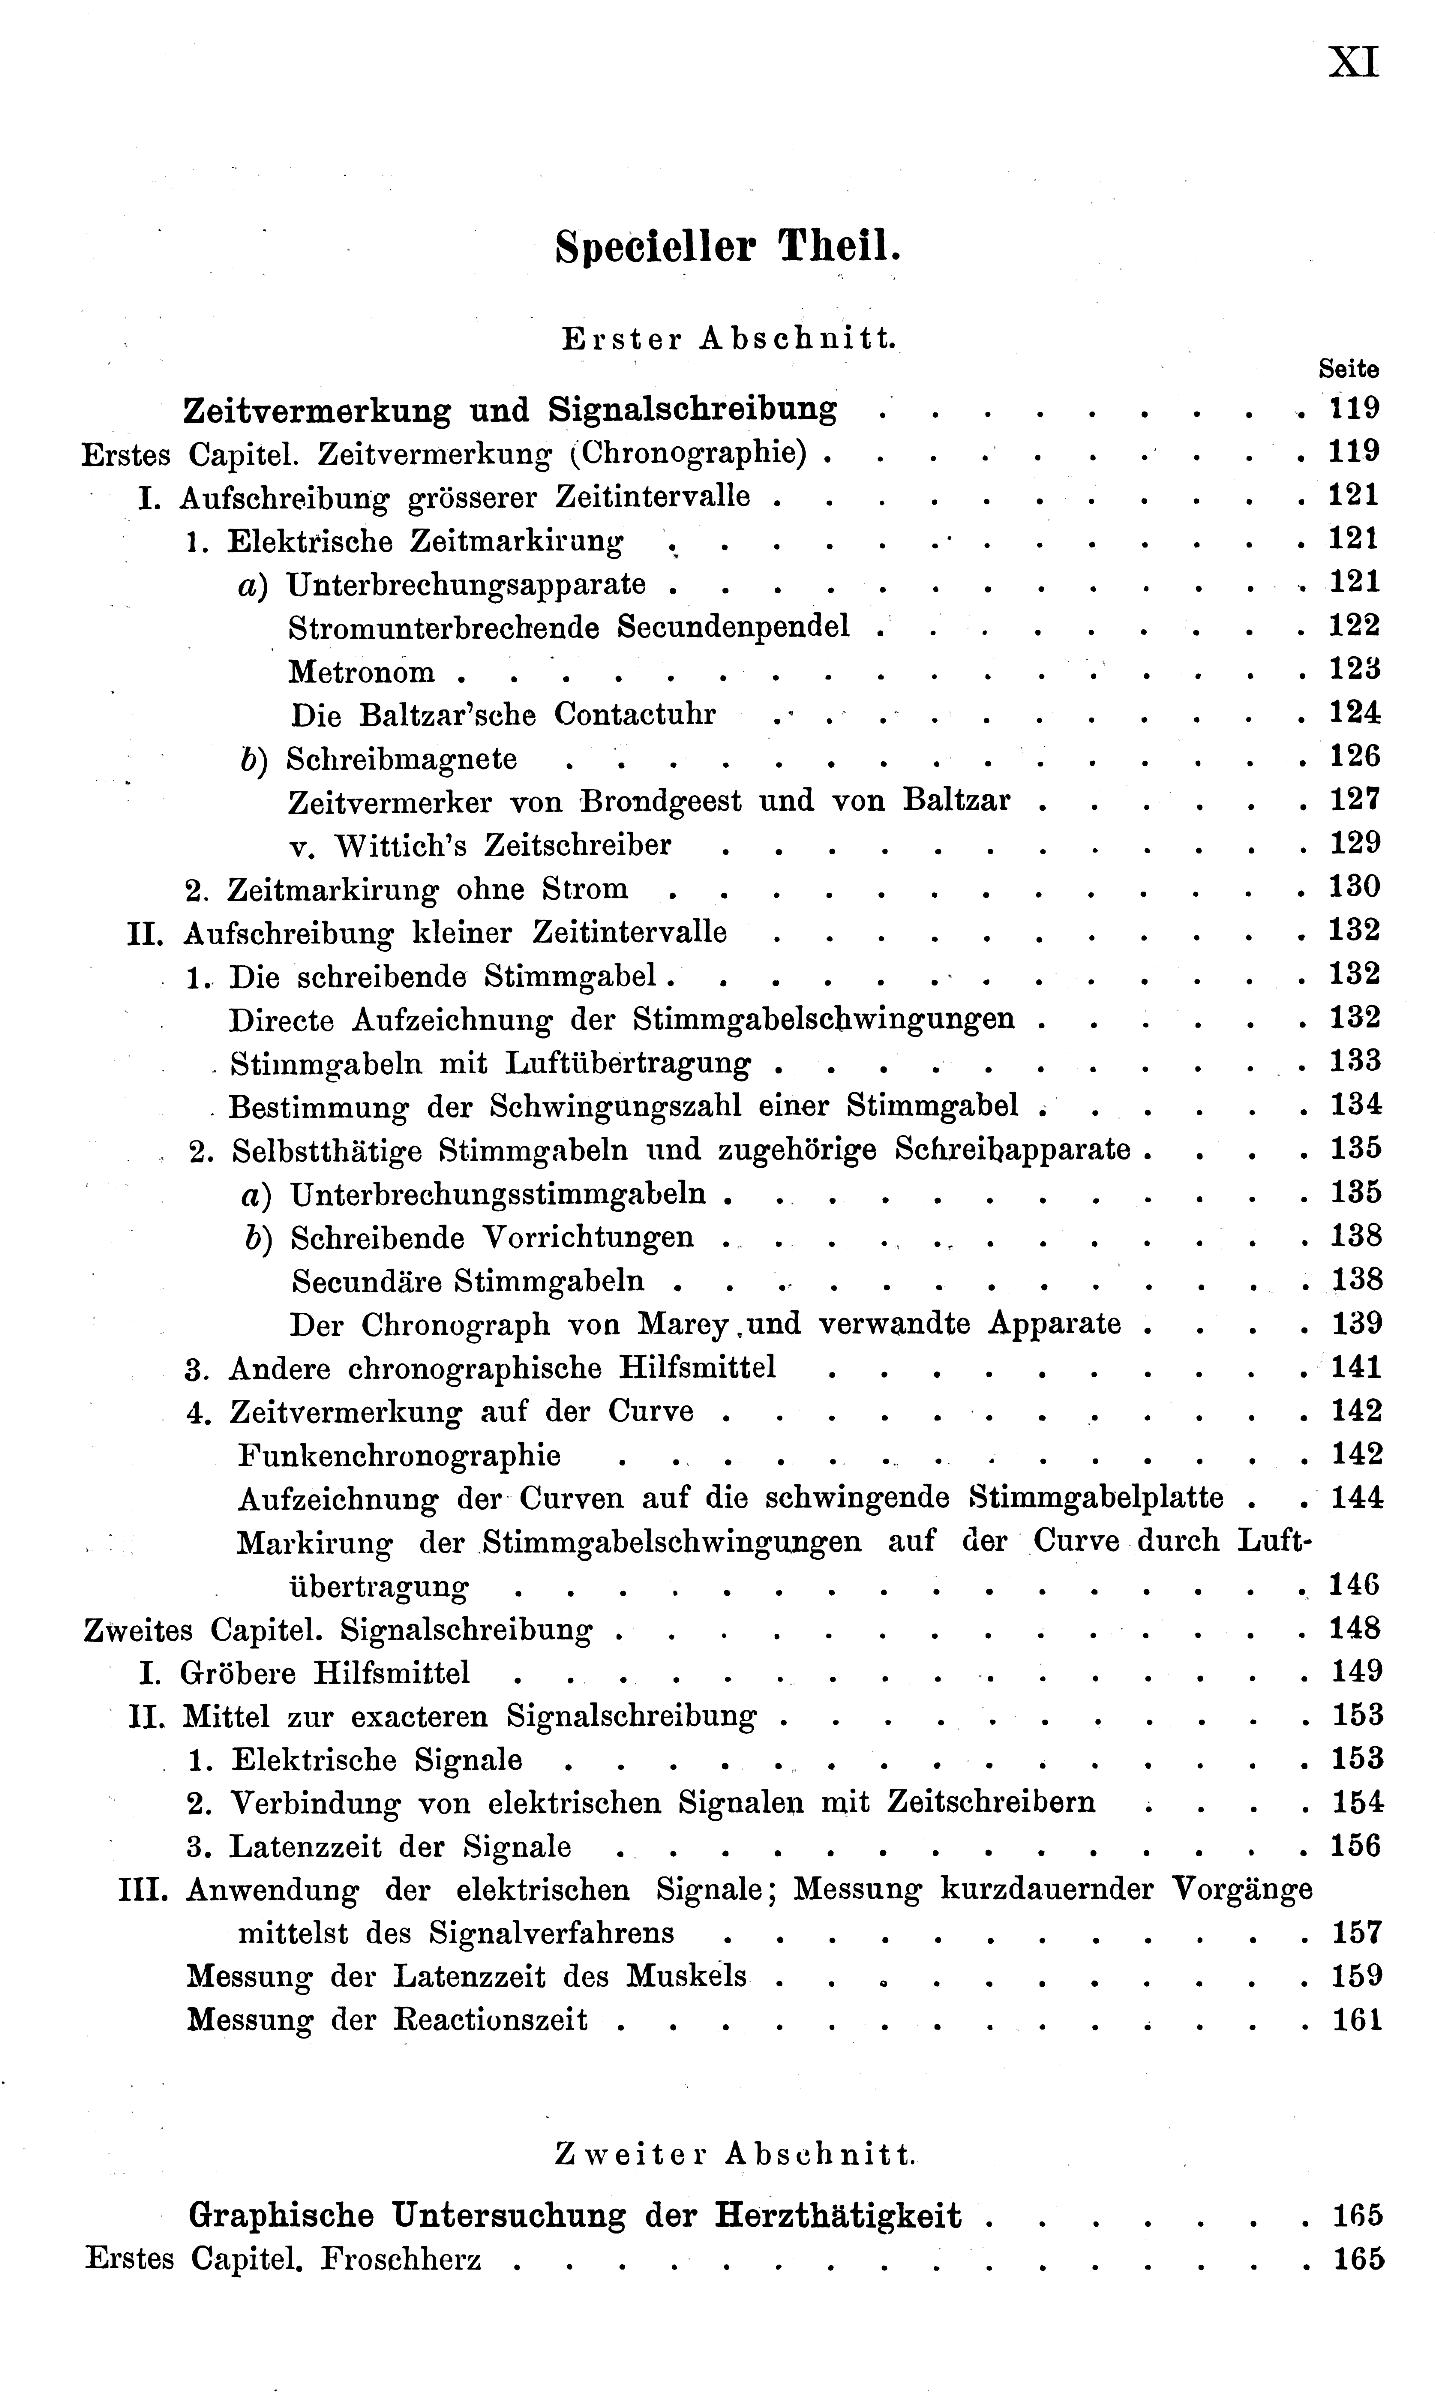 XI
Specieller Theil.
Erster Abschnitt.
Seite
Zeitvermerkung und Signalschreibung . . . . . . . . . 119
Erstes Capitel. Zeitvermerkung (Chronographie) . . . . . . . . . . 119
I. Aufschreibung grösserer Zeitintervalle . . . . . . . . . . . 121
1. Elektrische Zeitmarkirung . . . . . . . . . . . . . 121
a) Unterbrechungsapparate . . . . . . . . . . . . . 121
Stromunterbrechende Secundenpendel . . . . . . . . . 122
Metronom . . . . . . . . . . . . . . . . . 123
Die Baltzar'sche Contactuhr . . . . . . . . . . . 124
b) Schreibmagnete . . . . . . . . . . . . . . . 126
Zeitvermerker von Brondgeest und von Baltzar . . . . . . 127
v. Wittich's Zeitschreiber . . . . . . . . . . . . 129
2. Zeitmarkirung ohne Strom . . . . . . . . . . . . . 130
II. Aufschreibung kleiner Zeitintervalle . . . . . . . . . . . 132
1. Die schreibende Stimmgabel . . . . . . . . . . . . . 132
Directe Aufzeichnung der Stimmgabelschwingungen . . . . . . 132
Stimmgabeln mit Luftübertragung . . . . . . . . . . . 133
Bestimmung der Schwingungszahl einer Stimmgabel . . . . . . 134
2. Selbstthätige Stimmgabeln und zugehörige Schreibapparate . . . . 135
a) Unterbrechungsstimmgabeln . . . . . . . . . . . . 135
b) Schreibende Vorrichtungen . . . . . . . . . . . . 138
Secundäre Stimmgabeln . . . . . . . . . . . . . 138
Der Chronograph von Marey und verwandte Apparate . . . . 139
3. Andere chronographische Hilfsmittel . . . . . . . . . . 141
4. Zeitvermerkung auf der Curve . . . . . . . . . . . . 142
Funkenchronographie . . . . . . . . . . . . . . 142
Aufzeichnung der Curven auf die schwingende Stimmgabelplatte . . 144
Markirung der Stimmgabelschwingungen auf der Curve durch Luft-
übertragung . . . . . . . . . . . . . . . . 146
Zweites Capitel. Signalschreibung . . . . . . . . . . . . . . 148
I. Gröbere Hilfsmittel . . . . . . . . . . . . . . . . 149
II. Mittel zur exacteren Signalschreibung . . . . . . . . . . . 153
1. Elektrische Signale . . . . . . . . . . . . . . . 153
2. Verbindung von elektrischen Signalen mit Zeitschreibern . . . . 154
3. Latenzzeit der Signale . . . . . . . . . . . . . . 156
III. Anwendung der elektrischen Signale; Messung kurzdauernder Vorgänge
mittelst des Signalverfahrens . . . . . . . . . . . . 157
Messung der Latenzzeit des Muskels . . . . . . . . . . . 159
Messung der Reactionszeit . . . . . . . . . . . . . . 161
Zweiter Abschnitt.
Graphische Untersuchung der Herzthätigkeit . . . . . . . 165
Erstes Capitel. Froschherz . . . . . . . . . . . . . . . . 165